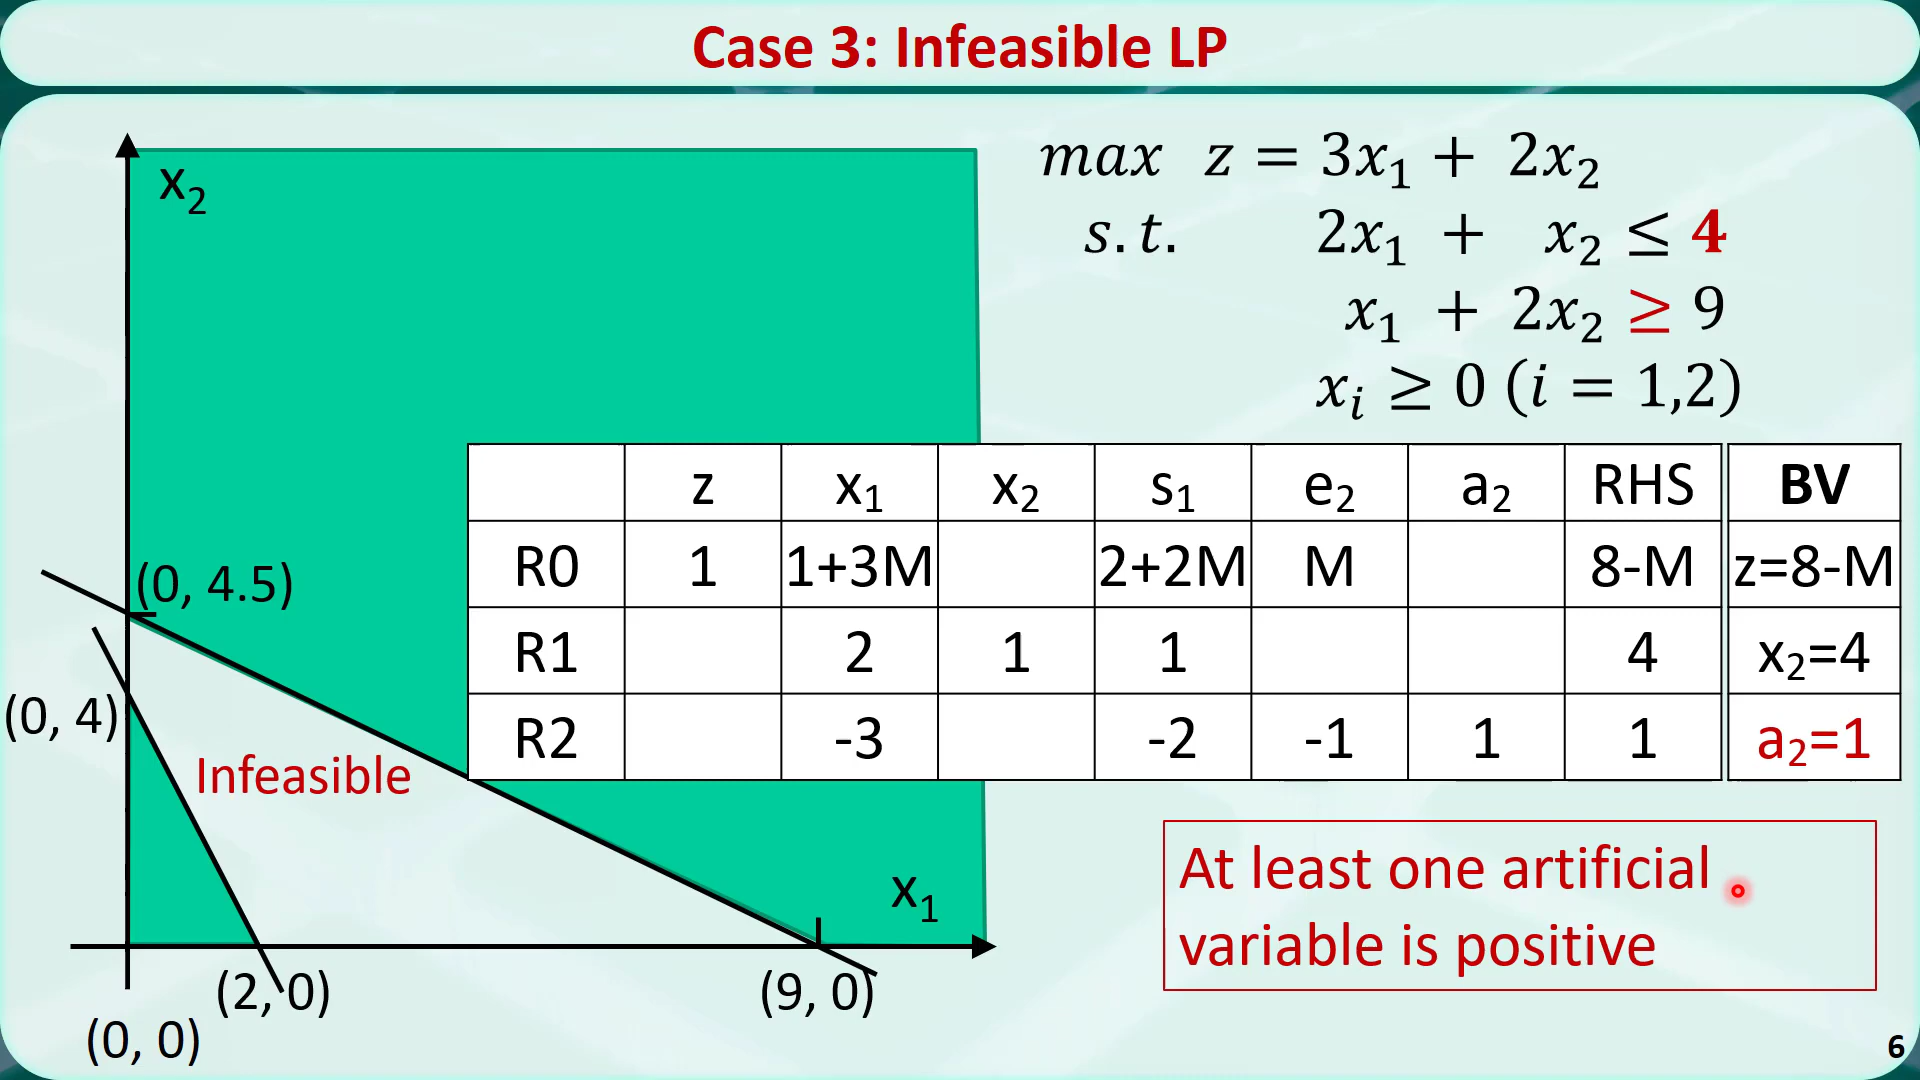 Case 3: Infeasible LP
max z = 3x₁ + 2x₂
s.t. 2x₁ + x₂ ≤ 4
x₁ + 2x₂ ≥ 9
xᵢ ≥ 0 (i = 1,2)
x₂
(0, 4.5)
(0, 4)
Infeasible
x₁
(2, 0)
(9, 0)
(0, 0)
z x₁ x₂ s₁ e₂ a₂ RHS BV
R0 1 1+3M 2+2M M 8-M z=8-M
R1 2 1 1 4 x₂=4
R2 -3 -2 -1 1 1 a₂=1
At least one artificial
variable is positive
6